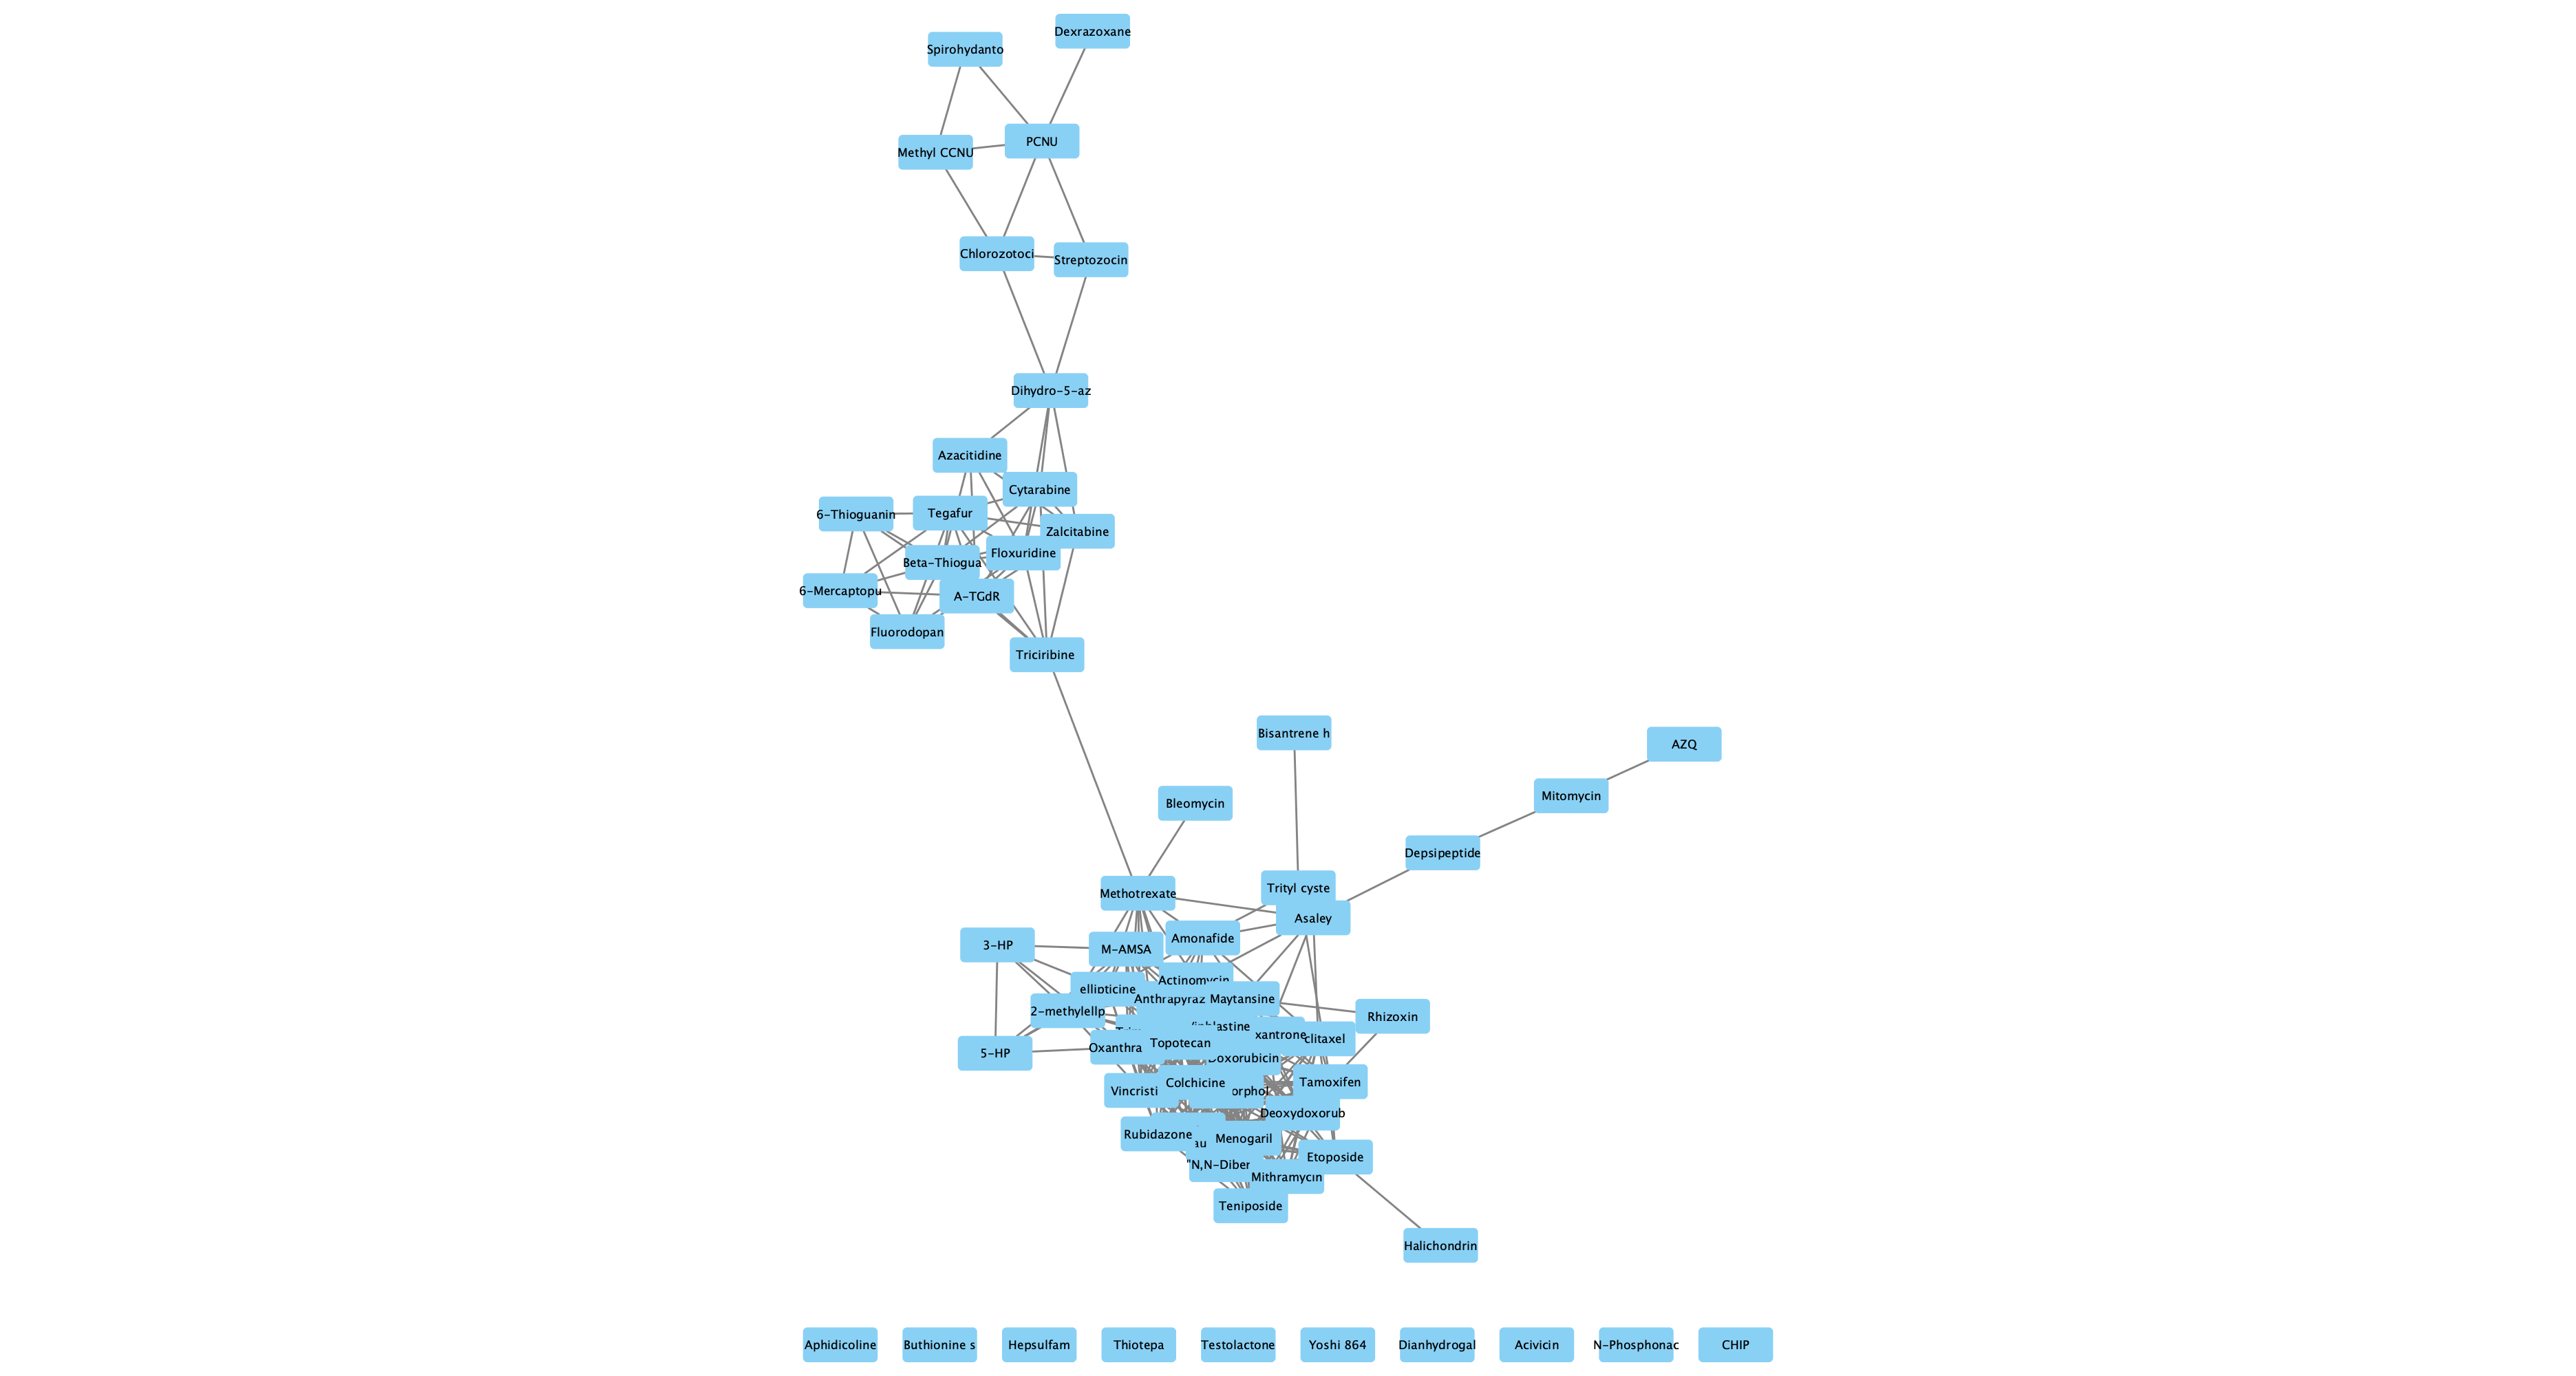 Dexrazoane
Spirohydanto
PCNU
Methyl CCNU
Chlorozotoci
Streptozocin
Dihydro-5-az
Azacitidine
Cytarabine
6-Thioguanin
Tegafur
Zalcitabine
Floxuridine
Beta-Thiogua
6-Mercaptopu
A-TGdR
Fluorodopan
Triciribine
Bisantrene h
AZQ
Mitomycin
Bleomycin
Depsipeptide
Trityl cyste
Methotrexate
Asaley
Amonafide
3-HP
M-AMSA
Actinomycin
ellipticine
Anthrapyraz
Maytansine
2-methylellp
Rhizoxin
inblastine
xantrone
clitaxel
Topotecan
Oxanthra
5-HP
Doxorubicin
Tamoxifen
Colchicine
Vincristi
orphol
Deoxydoxorub
Rubidazone
Menogaril
au
Etoposide
"N,N-Diber
Mithramycin
Teniposide
Halichondrin
Aphidicoline
Buthionine s
Hepsulfam
Thiotepa
Testolactone
Yoshi 864
Dianhydrogal
Acivicin
N-Phosphonac
CHIP